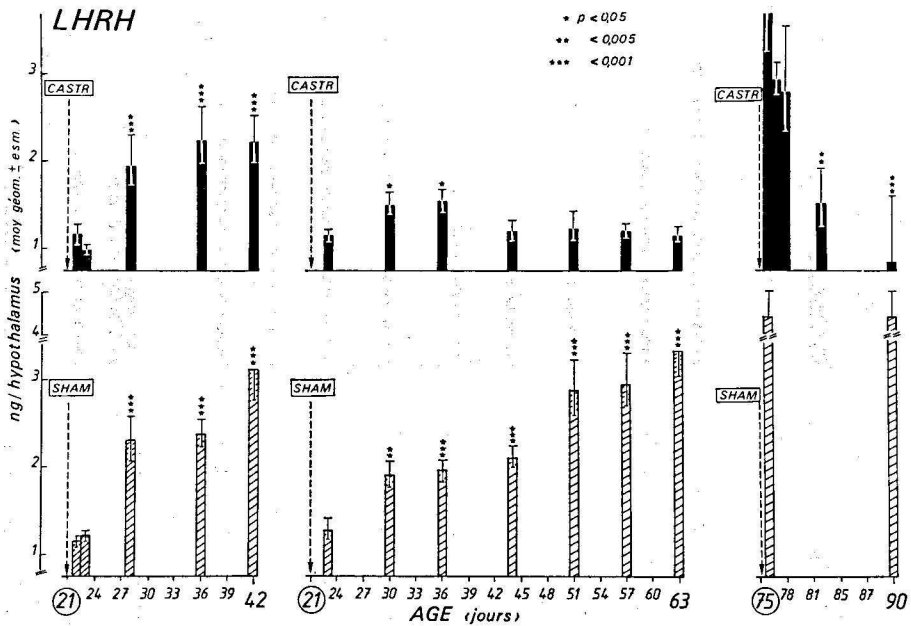 LHRH
* p <0,05
** <0,005
*** <0,001
ng/hypothalamus (moy géom. ± esm.)
3
2
1
CASTR
***
***
***
CASTR
*
*
CASTR
**
***
5
4
3
2
1
SHAM
***
***
***
SHAM
**
***
***
***
***
***
SHAM
21 24 27 30 33 36 39 42
21 24 27 30 33 36 39 42 45 48 51 54 57 60 63
75 78 81 85 87 90
AGE (jours)